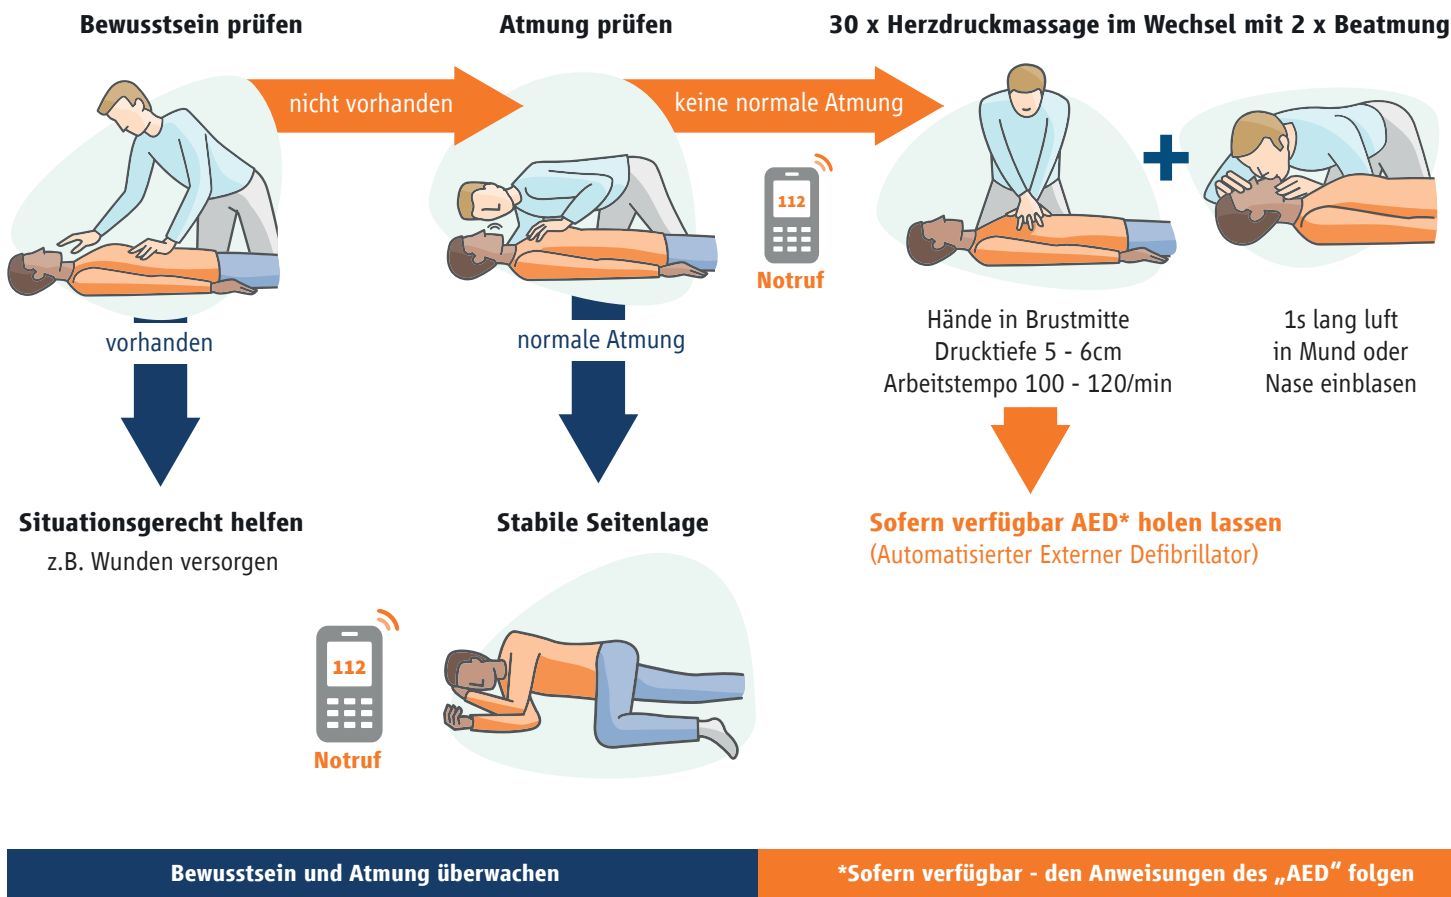 Bewusstsein prüfen
Atmung prüfen
30 x Herzdruckmassage im Wechsel mit 2 x Beatmung
nicht vorhanden
keine normale Atmung
112
Notruf
vorhanden
normale Atmung
Hände in Brustmitte
Drucktiefe 5 - 6cm
Arbeitstempo 100 - 120/min
1s lang luft
in Mund oder
Nase einblasen
Situationsgerecht helfen
z.B. Wunden versorgen
Stabile Seitenlage
Sofern verfügbar AED* holen lassen
(Automatisierter Externer Defibrillator)
112
Notruf
Bewusstsein und Atmung überwachen
*Sofern verfügbar - den Anweisungen des „AED“ folgen